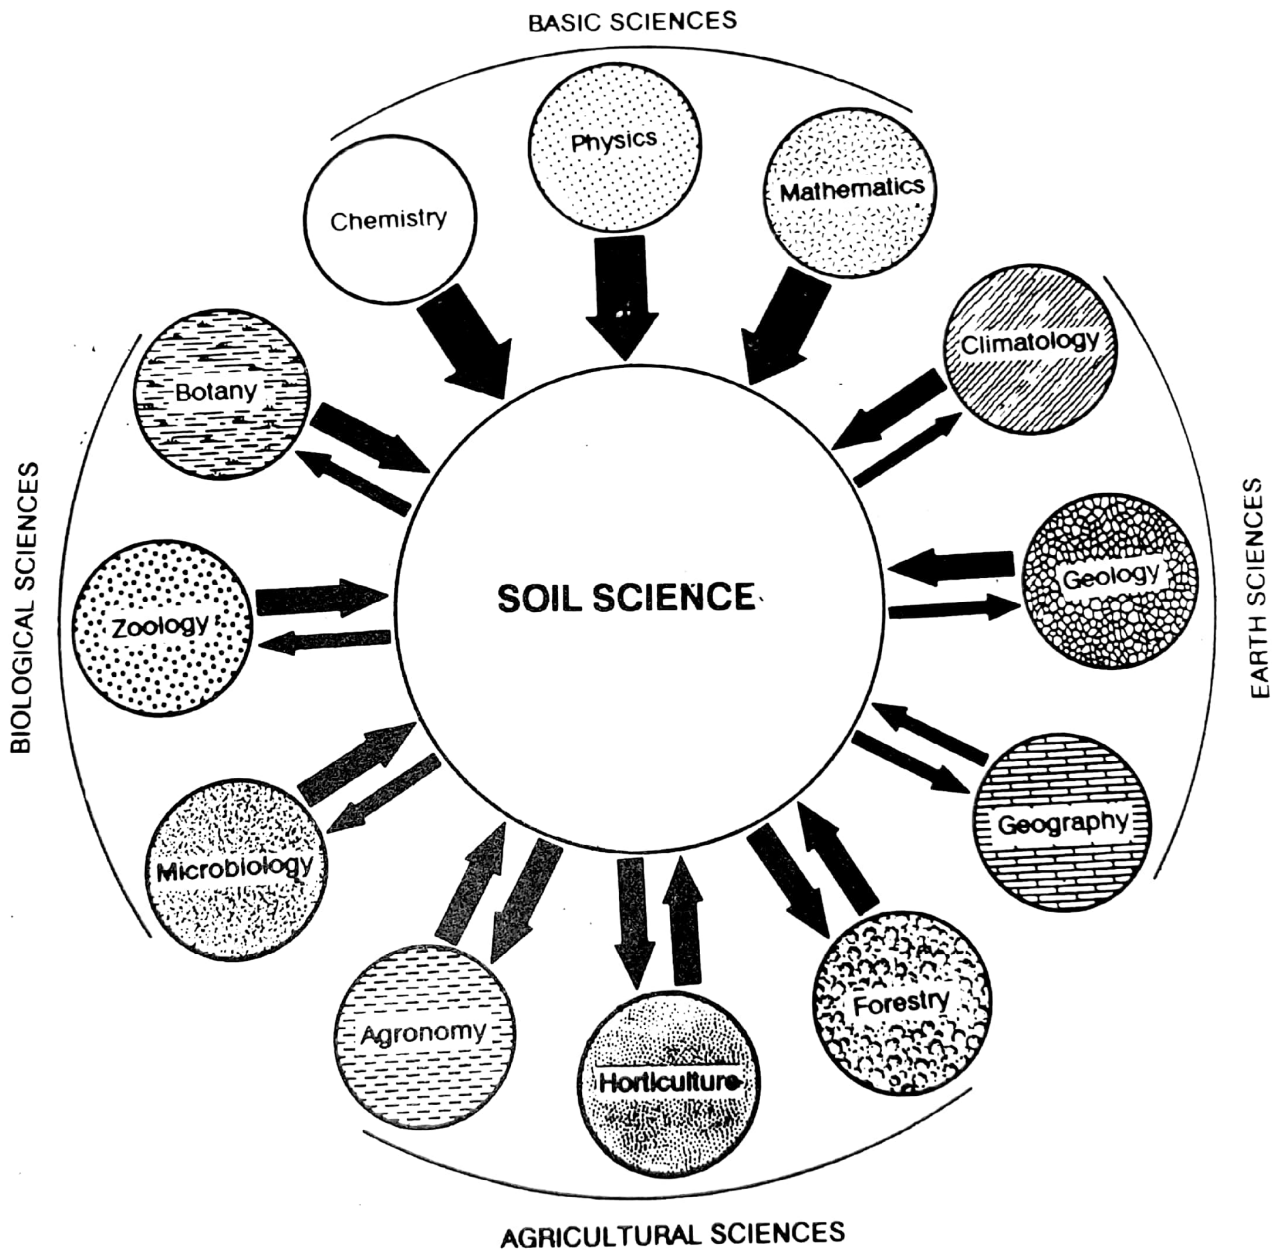 BASIC SCIENCES
Physics
Mathematics
Chemistry
Climatology
Botany
Geology
SOIL SCIENCE
Zoology
BIOLOGICAL SCIENCES
EARTH SCIENCES
Geography
Microbiology
Forestry
Agronomy
Horticulture
AGRICULTURAL SCIENCES